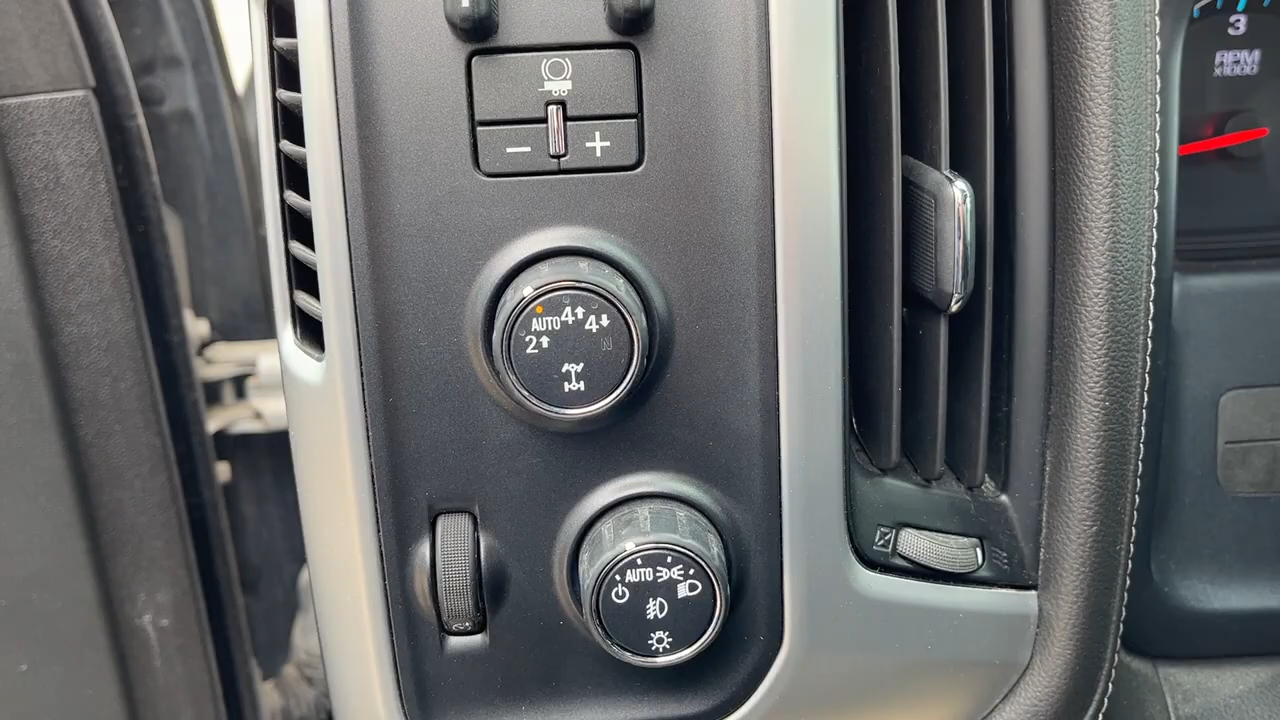 3
RPM
x1000
− +
AUTO 4 4
2 N
AUTO